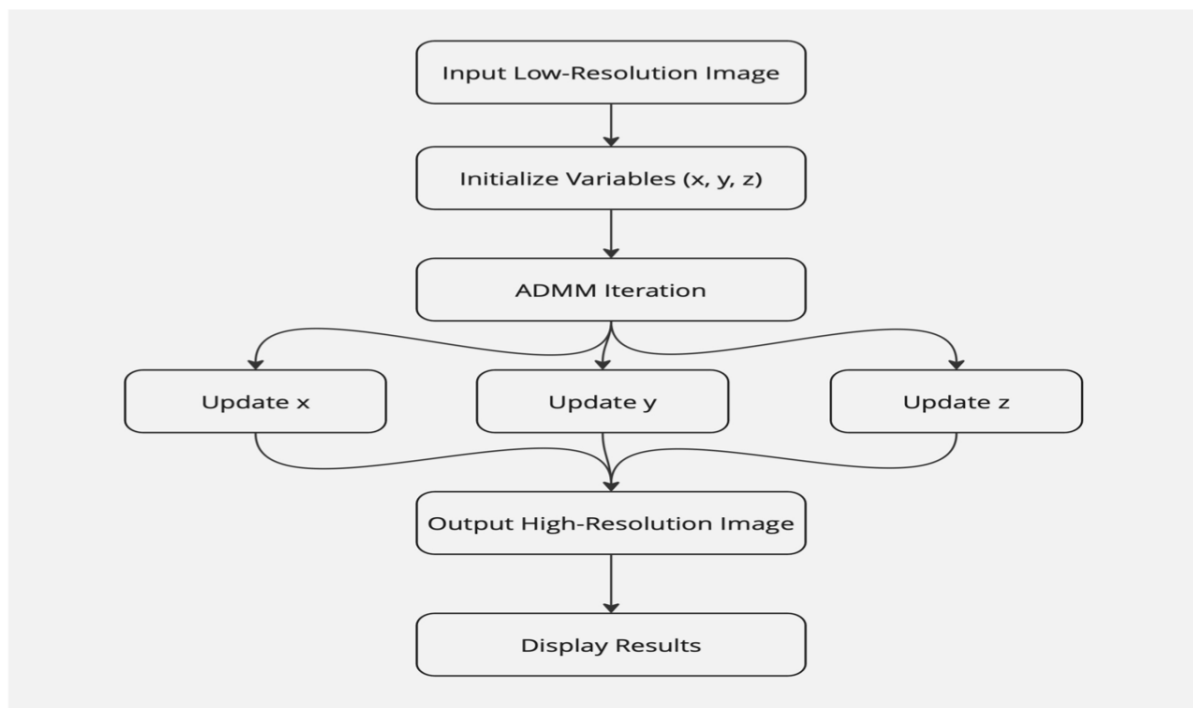 Input Low-Resolution Image
Initialize Variables (x, y, z)
ADMM Iteration
Update x
Update y
Update z
Output High-Resolution Image
Display Results